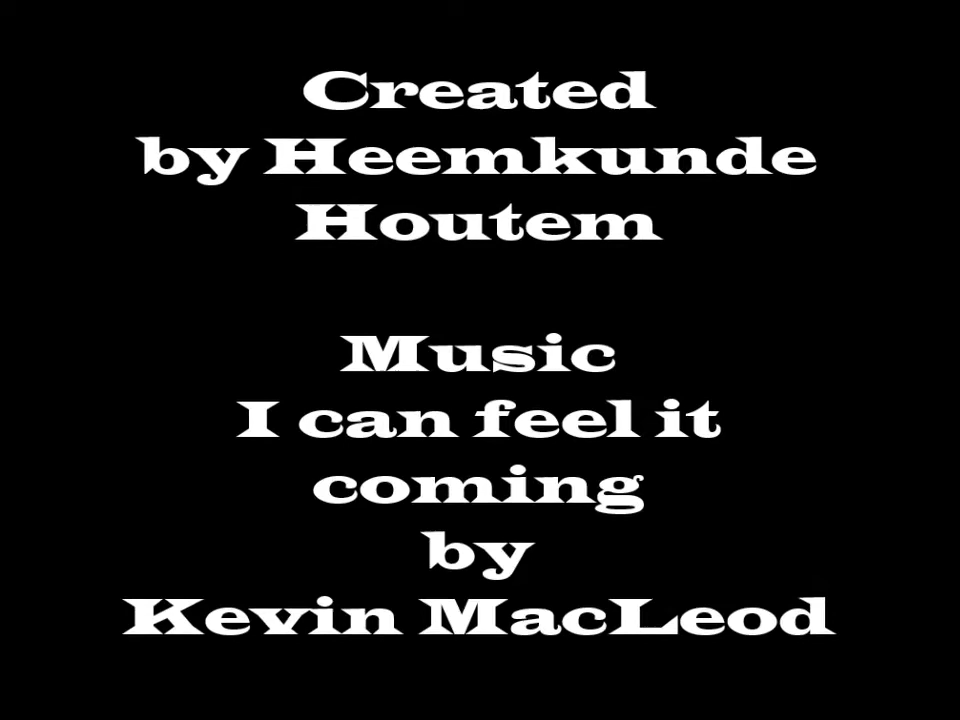 Created
by Heemkunde
Houtem
Music
I can feel it
coming
by
Kevin MacLeod